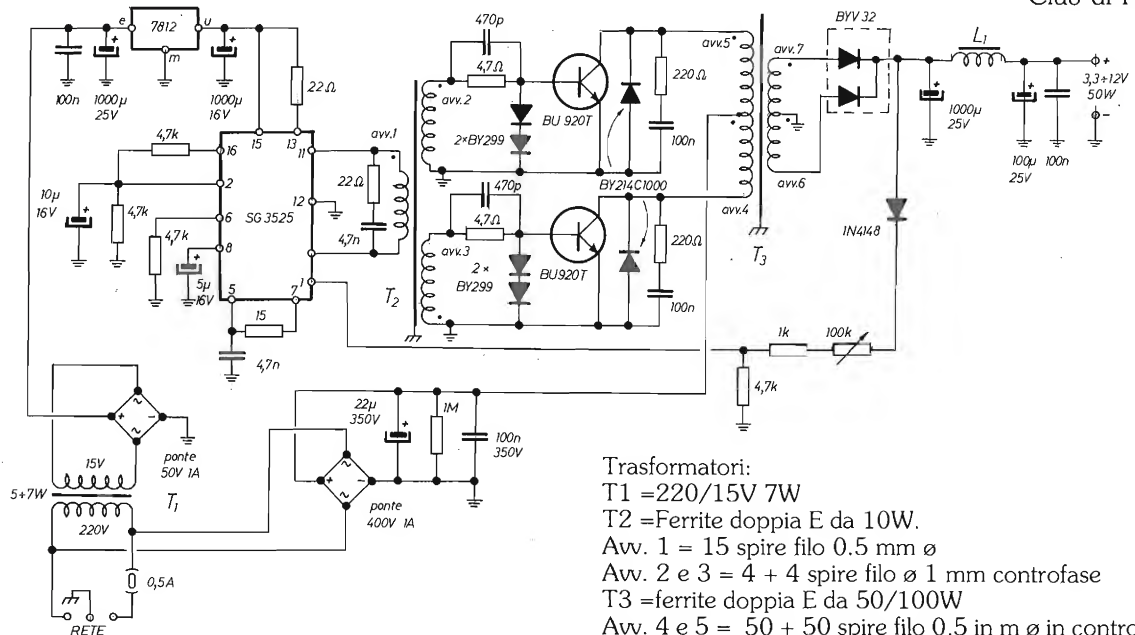 Club di
e
7812
u
m
100n
1000µ
25V
1000µ
16V
22Ω
4,7k
16
15
13
11
10µ
16V
2
4,7k
6
4,7k
SG 3525
12
8
5µ
16V
5
7
1
15
4,7n
avv.1
22Ω
4,7n
T2
470p
4,7Ω
avv.2
2×BY299
BU 920T
220Ω
100n
BY214C1000
470p
4,7Ω
avv.3
2×
BY299
BU920T
220Ω
100n
avv.5
avv.4
T3
avv.7
avv.6
BYV 32
L1
1000µ
25V
100µ
25V
100n
+
3,3÷12V
50W
-
1N4148
1k
100k
4,7k
22µ
350V
1M
100n
350V
ponte
400V 1A
ponte
50V 1A
15V
5÷7W
T1
220V
0,5A
RETE
Trasformatori:
T1 =220/15V 7W
T2 =Ferrite doppia E da 10W.
Avv. 1 = 15 spire filo 0.5 mm ø
Avv. 2 e 3 = 4 + 4 spire filo ø 1 mm controfase
T3 =ferrite doppia E da 50/100W
Avv. 4 e 5 = 50 + 50 spire filo 0.5 in m ø in contro